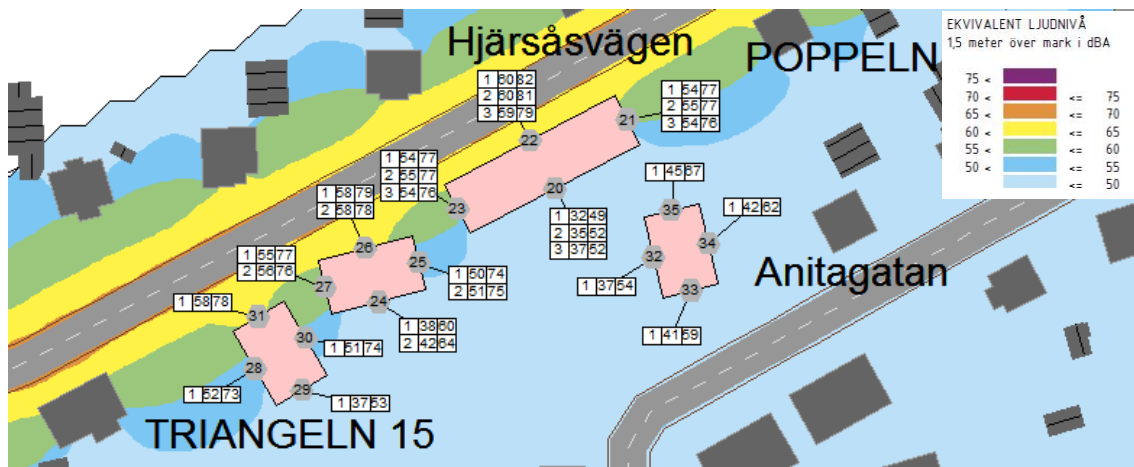 Hjärsåsvägen
POPPELN
EKVIVALENT LJUDNIVÅ
1,5 meter över mark i dBA
75 <
70 < <= 75
65 < <= 70
60 < <= 65
55 < <= 60
50 < <= 55
<= 50
1 60 82
2 60 81
3 59 79
22
1 54 77
2 55 77
3 54 76
21
1 54 77
2 55 77
3 54 76
23
20
1 32 49
2 35 52
3 37 52
1 45 67
35
1 42 62
34
32
1 37 54
33
1 41 59
Anitagatan
1 58 79
2 58 78
26
1 55 77
2 56 76
27
25
1 50 74
2 51 75
24
1 38 60
2 42 64
1 58 78
31
30
1 51 74
28
1 52 73
29
1 37 53
TRIANGELN 15